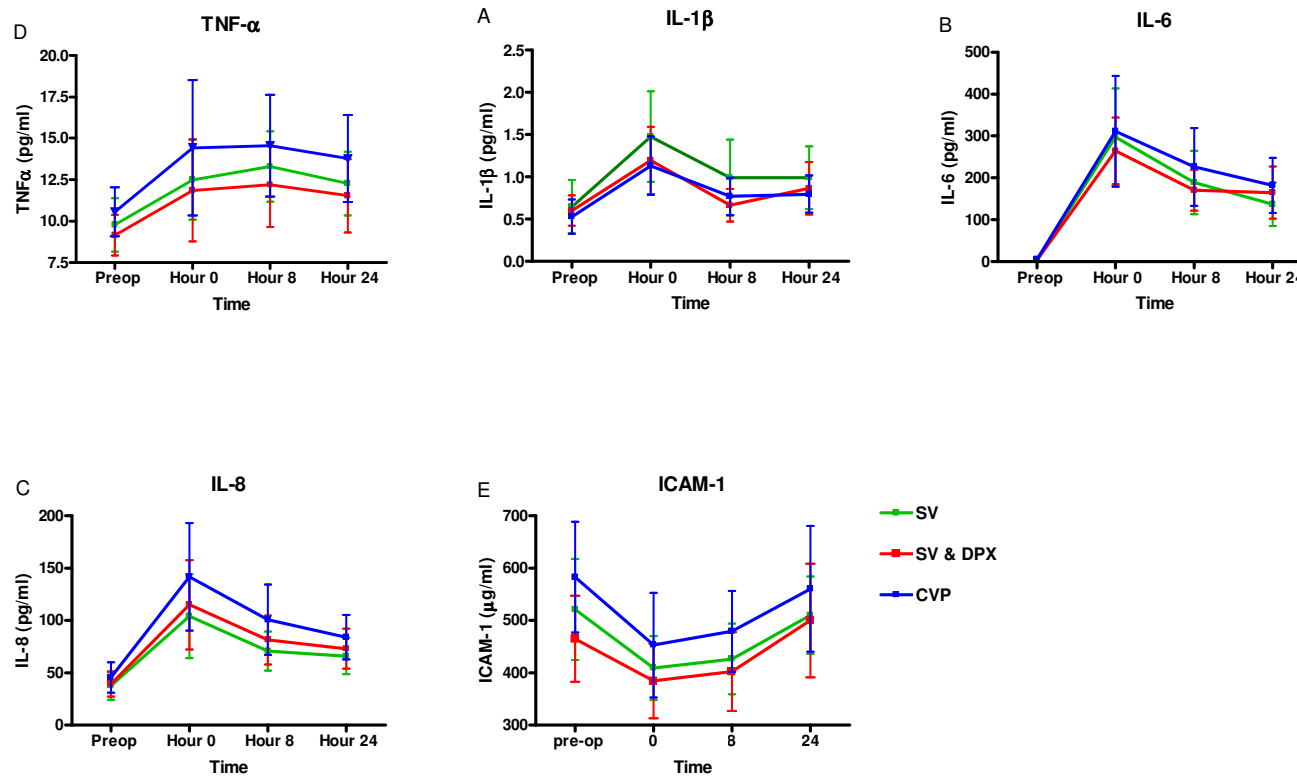 D
TNF-α
20.0
17.5
15.0
12.5
10.0
7.5
TNFα (pg/ml)
Preop Hour 0 Hour 8 Hour 24
Time
A
IL-1β
2.5
2.0
1.5
1.0
0.5
0.0
IL-1β (pg/ml)
Preop Hour 0 Hour 8 Hour 24
Time
B
IL-6
500
400
300
200
100
0
IL-6 (pg/ml)
Preop Hour 0 Hour 8 Hour 24
Time
C
IL-8
200
150
100
50
0
IL-8 (pg/ml)
Preop Hour 0 Hour 8 Hour 24
Time
E
ICAM-1
700
600
500
400
300
ICAM-1 (µg/ml)
pre-op 0 8 24
Time
SV
SV & DPX
CVP